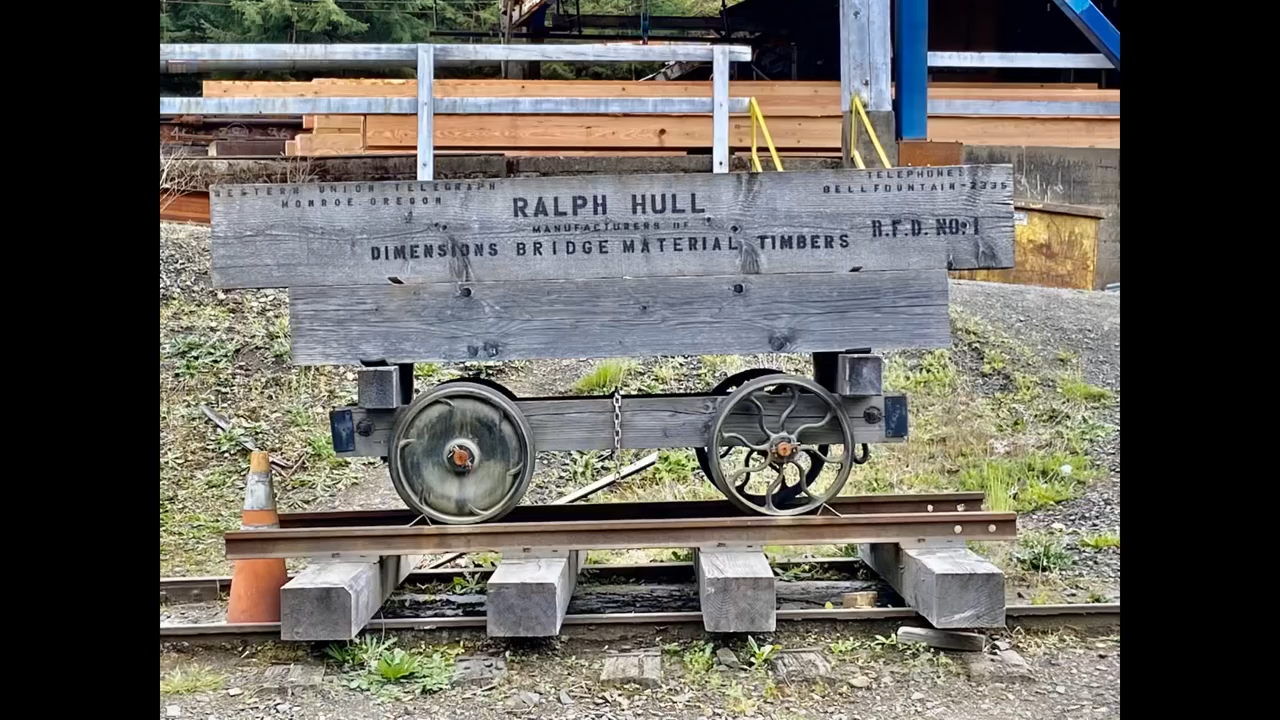 WESTERN UNION TELEGRAPH
MONROE OREGON
RALPH HULL
MANUFACTURERS OF
DIMENSIONS BRIDGE MATERIAL TIMBERS
TELEPHONE
BELLFOUNTAIN-2335
R.F.D. NO. 1